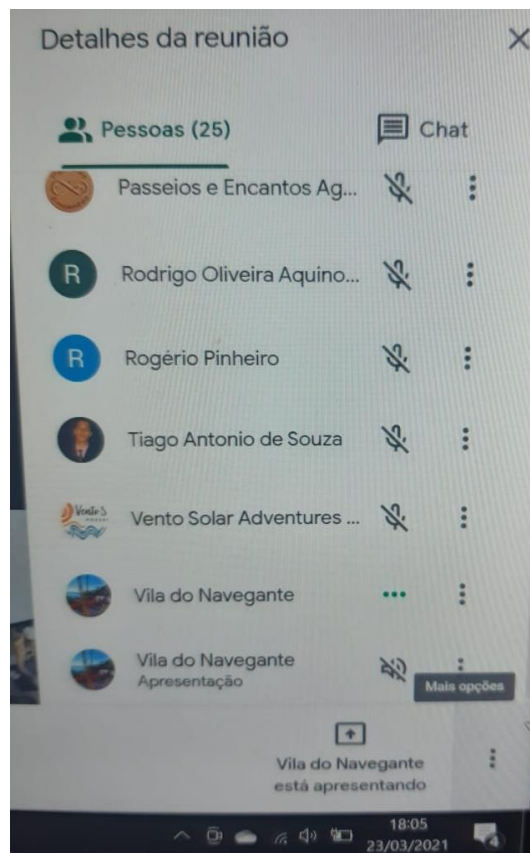 Detalhes da reunião
Pessoas (25)
Chat
Passeios e Encantos Ag...
R
Rodrigo Oliveira Aquino...
R
Rogério Pinheiro
Tiago Antonio de Souza
Vento S
Vento Solar Adventures ...
Vila do Navegante
Vila do Navegante
Apresentação
Mais opções
Vila do Navegante
está apresentando
18:05
23/03/2021
4